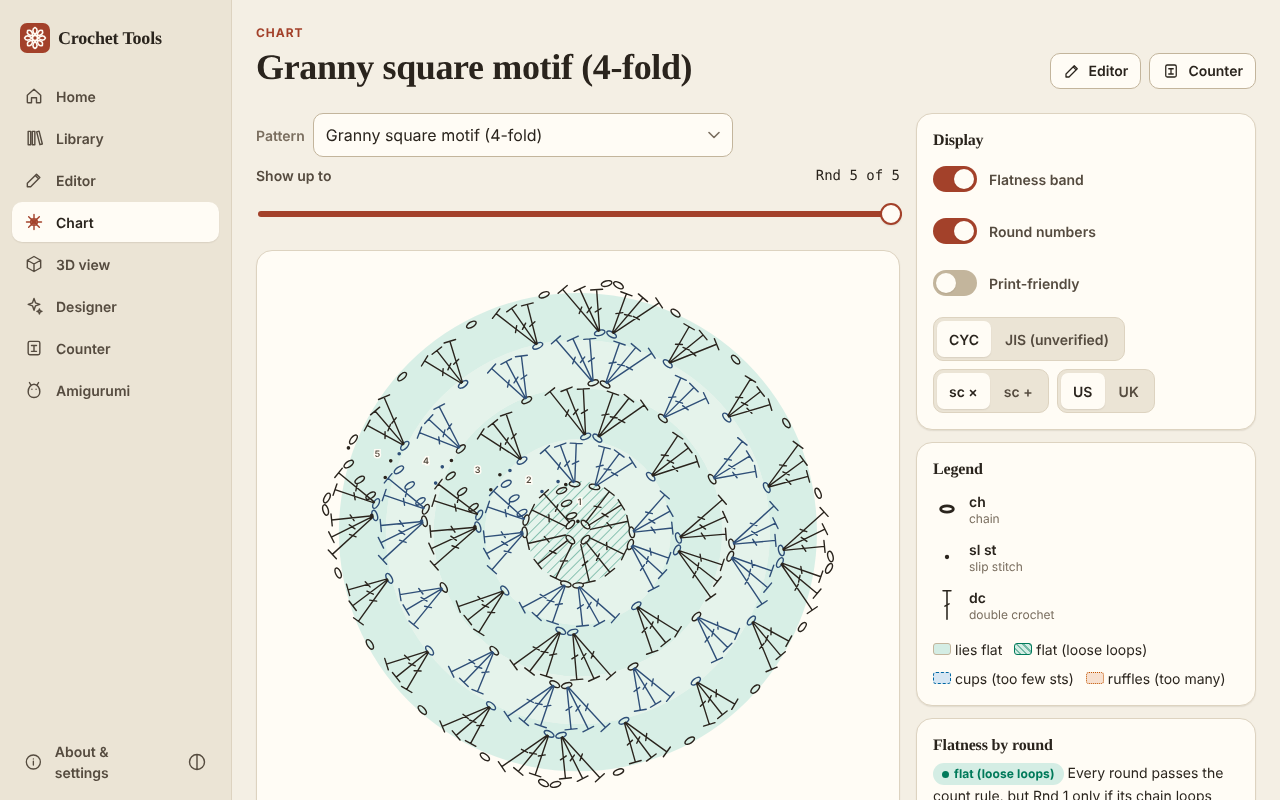 Crochet Tools
Home
Library
Editor
Chart
3D view
Designer
Counter
Amigurumi
About &
settings
CHART
Granny square motif (4-fold)
Editor
Counter
Pattern
Granny square motif (4-fold)
Show up to
Rnd 5 of 5
5
4
3
2
1
Display
Flatness band
Round numbers
Print-friendly
CYC
JIS (unverified)
sc ×
sc +
US
UK
Legend
ch
chain
sl st
slip stitch
dc
double crochet
lies flat
flat (loose loops)
cups (too few sts)
ruffles (too many)
Flatness by round
flat (loose loops) Every round passes the
count rule, but Rnd 1 only if its chain loops